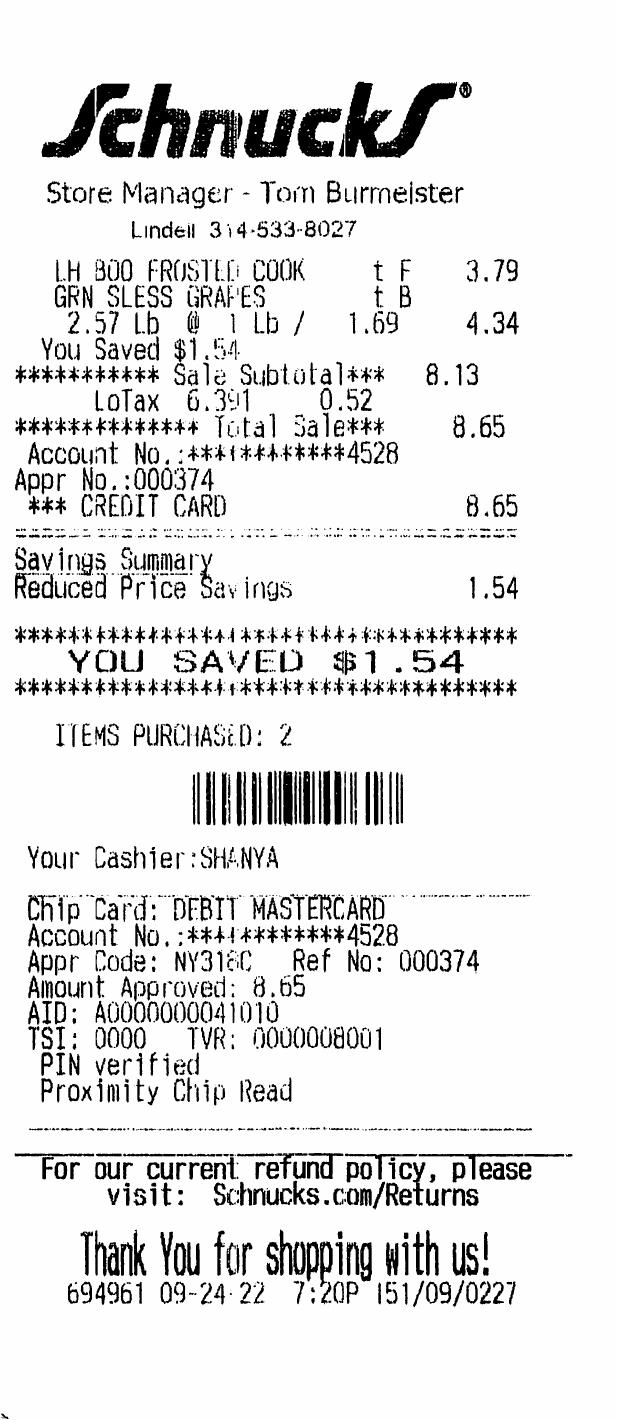 Schnucks®
Store Manager - Tom Burmeister
Lindell 314-533-8027
LH BOO FROSTED COOK t F 3.79
GRN SLESS GRAPES t B
2.57 Lb @ 1 Lb / 1.69 4.34
You Saved $1.54
*********** Sale Subtotal*** 8.13
LoTax 6.391 0.52
************** Total Sale*** 8.65
Account No.:************4528
Appr No.:000374
*** CREDIT CARD 8.65
Savings Summary
Reduced Price Savings 1.54
**************************************
YOU SAVED $1.54
**************************************
ITEMS PURCHASED: 2
Your Cashier:SHANYA
Chip Card: DEBIT MASTERCARD
Account No.:************4528
Appr Code: NY318C Ref No: 000374
Amount Approved: 8.65
AID: A0000000041010
TSI: 0000 TVR: 0000008001
PIN verified
Proximity Chip Read
For our current refund policy, please
visit: Schnucks.com/Returns
Thank You for shopping with us!
694961 09-24-22 7:20P I51/09/0227